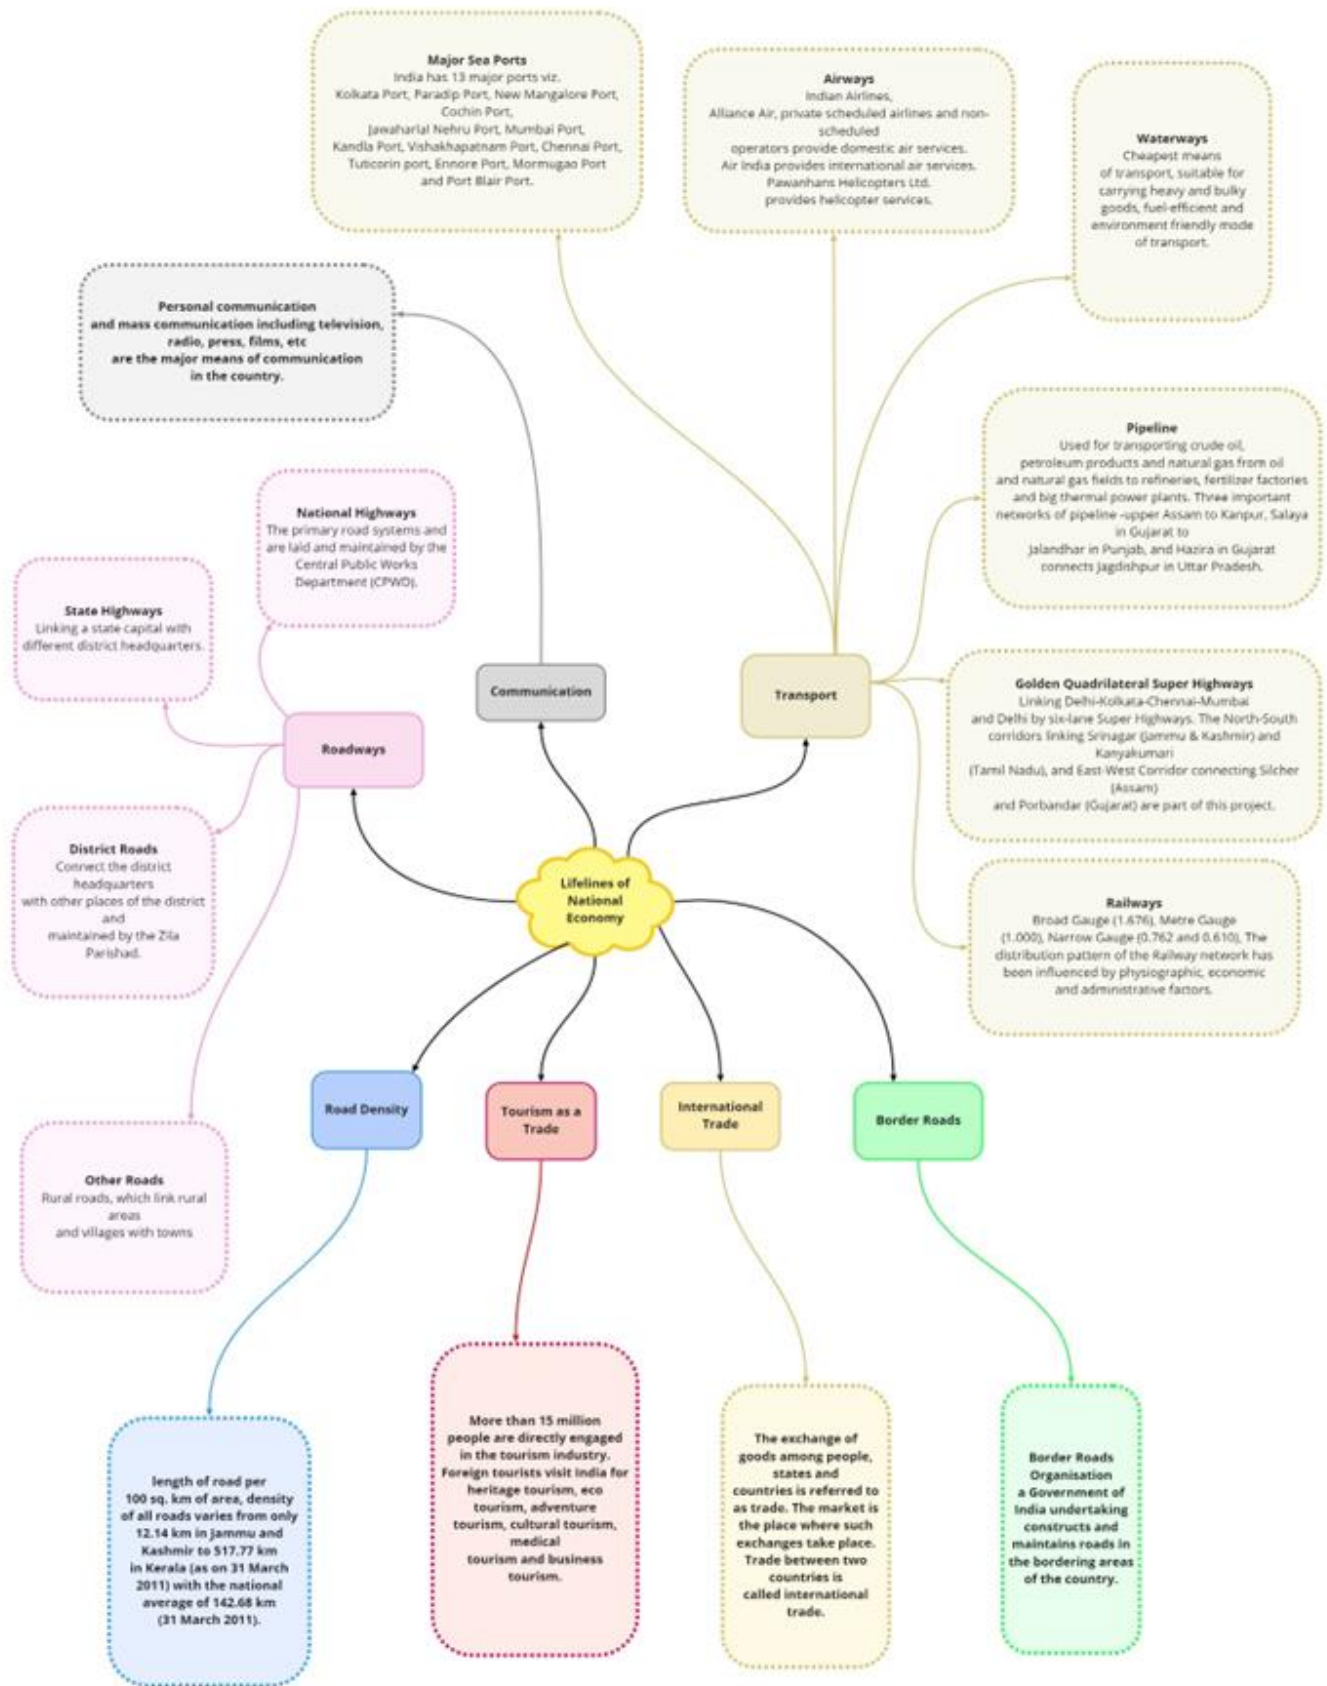 Major Sea Ports
India has 13 major ports viz.
Kolkata Port, Paradip Port, New Mangalore Port,
Cochin Port,
Jawaharlal Nehru Port, Mumbai Port,
Kandla Port, Vishakhapatnam Port, Chennai Port,
Tuticorin port, Ennore Port, Mormugao Port
and Port Blair Port.
Airways
Indian Airlines,
Alliance Air, private scheduled airlines and non-
scheduled
operators provide domestic air services.
Air India provides international air services.
Pawanhans Helicopters Ltd.
provides helicopter services.
Waterways
Cheapest means
of transport, suitable for
carrying heavy and bulky
goods, fuel-efficient and
environment friendly mode
of transport.
Personal communication
and mass communication including television,
radio, press, films, etc
are the major means of communication
in the country.
Pipeline
Used for transporting crude oil,
petroleum products and natural gas from oil
and natural gas fields to refineries, fertilizer factories
and big thermal power plants. Three important
networks of pipeline -upper Assam to Kanpur, Salaya
in Gujarat to
Jalandhar in Punjab, and Hazira in Gujarat
connects Jagdishpur in Uttar Pradesh.
National Highways
The primary road systems and
are laid and maintained by the
Central Public Works
Department (CPWD).
State Highways
Linking a state capital with
different district headquarters.
Communication
Transport
Golden Quadrilateral Super Highways
Linking Delhi-Kolkata-Chennai-Mumbai
and Delhi by six-lane Super Highways. The North-South
corridors linking Srinagar (Jammu & Kashmir) and
Kanyakumari
(Tamil Nadu), and East-West Corridor connecting Silcher
(Assam)
and Porbandar (Gujarat) are part of this project.
Roadways
District Roads
Connect the district
headquarters
with other places of the district
and
maintained by the Zila
Parishad.
Lifelines of
National
Economy
Railways
Broad Gauge (1.676), Metre Gauge
(1.000), Narrow Gauge (0.762 and 0.610), The
distribution pattern of the Railway network has
been influenced by physiographic, economic
and administrative factors.
Road Density
Tourism as a
Trade
International
Trade
Border Roads
Other Roads
Rural roads, which link rural
areas
and villages with towns
length of road per
100 sq. km of area, density
of all roads varies from only
12.14 km in Jammu and
Kashmir to 517.77 km
in Kerala (as on 31 March
2011) with the national
average of 142.68 km
(31 March 2011).
More than 15 million
people are directly engaged
in the tourism industry.
Foreign tourists visit India for
heritage tourism, eco
tourism, adventure
tourism, cultural tourism,
medical
tourism and business
tourism.
The exchange of
goods among people,
states and
countries is referred to
as trade. The market is
the place where such
exchanges take place.
Trade between two
countries is
called international
trade.
Border Roads
Organisation
a Government of
India undertaking
constructs and
maintains roads in
the bordering areas
of the country.